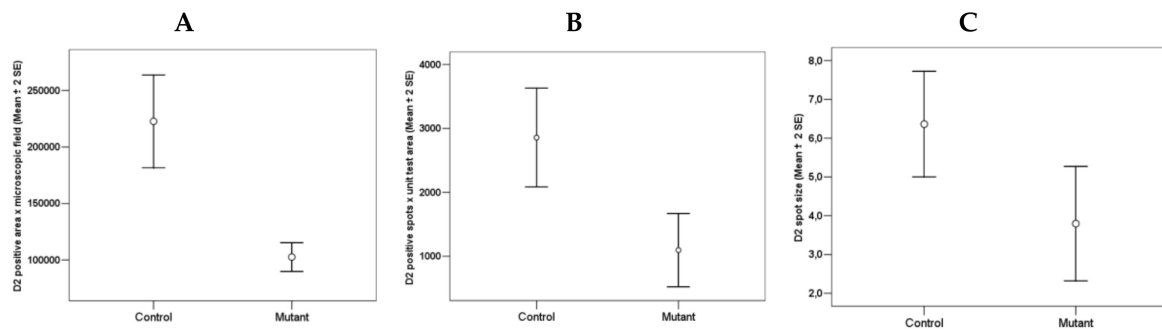 A
D2 positive area x microscopic field (Mean ± 2 SE)
250000
200000
150000
100000
Control
Mutant
B
D2 positive spots x unit test area (Mean ± 2 SE)
4000
3000
2000
1000
Control
Mutant
C
D2 spot size (Mean ± 2 SE)
8,0
7,0
6,0
5,0
4,0
3,0
2,0
Control
Mutant